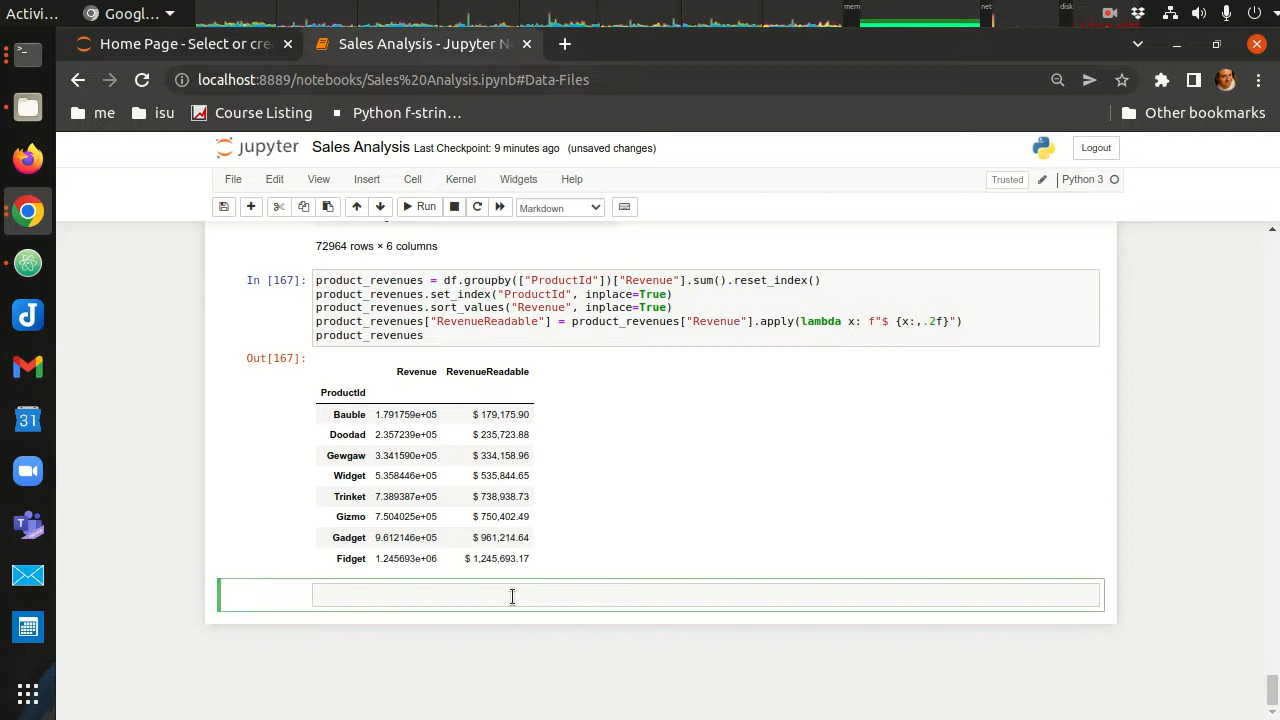 Activi...
Googl...
mem
net
disk
Home Page - Select or cre
Sales Analysis - Jupyter N
localhost:8889/notebooks/Sales%20Analysis.ipynb#Data-Files
me
isu
Course Listing
Python f-strin...
Other bookmarks
jupyter
Sales Analysis Last Checkpoint: 9 minutes ago (unsaved changes)
Logout
File Edit View Insert Cell Kernel Widgets Help
Trusted
Python 3
Run
Markdown
72964 rows × 6 columns
In [167]:
product_revenues = df.groupby(["ProductId"])["Revenue"].sum().reset_index()
product_revenues.set_index("ProductId", inplace=True)
product_revenues.sort_values("Revenue", inplace=True)
product_revenues["RevenueReadable"] = product_revenues["Revenue"].apply(lambda x: f"$ {x:,.2f}")
product_revenues
Out[167]:
Revenue RevenueReadable
ProductId
Bauble 1.791759e+05 $ 179,175.90
Doodad 2.357239e+05 $ 235,723.88
Gewgaw 3.341590e+05 $ 334,158.96
Widget 5.358446e+05 $ 535,844.65
Trinket 7.389387e+05 $ 738,938.73
Gizmo 7.504025e+05 $ 750,402.49
Gadget 9.612146e+05 $ 961,214.64
Fidget 1.245693e+06 $ 1,245,693.17
31